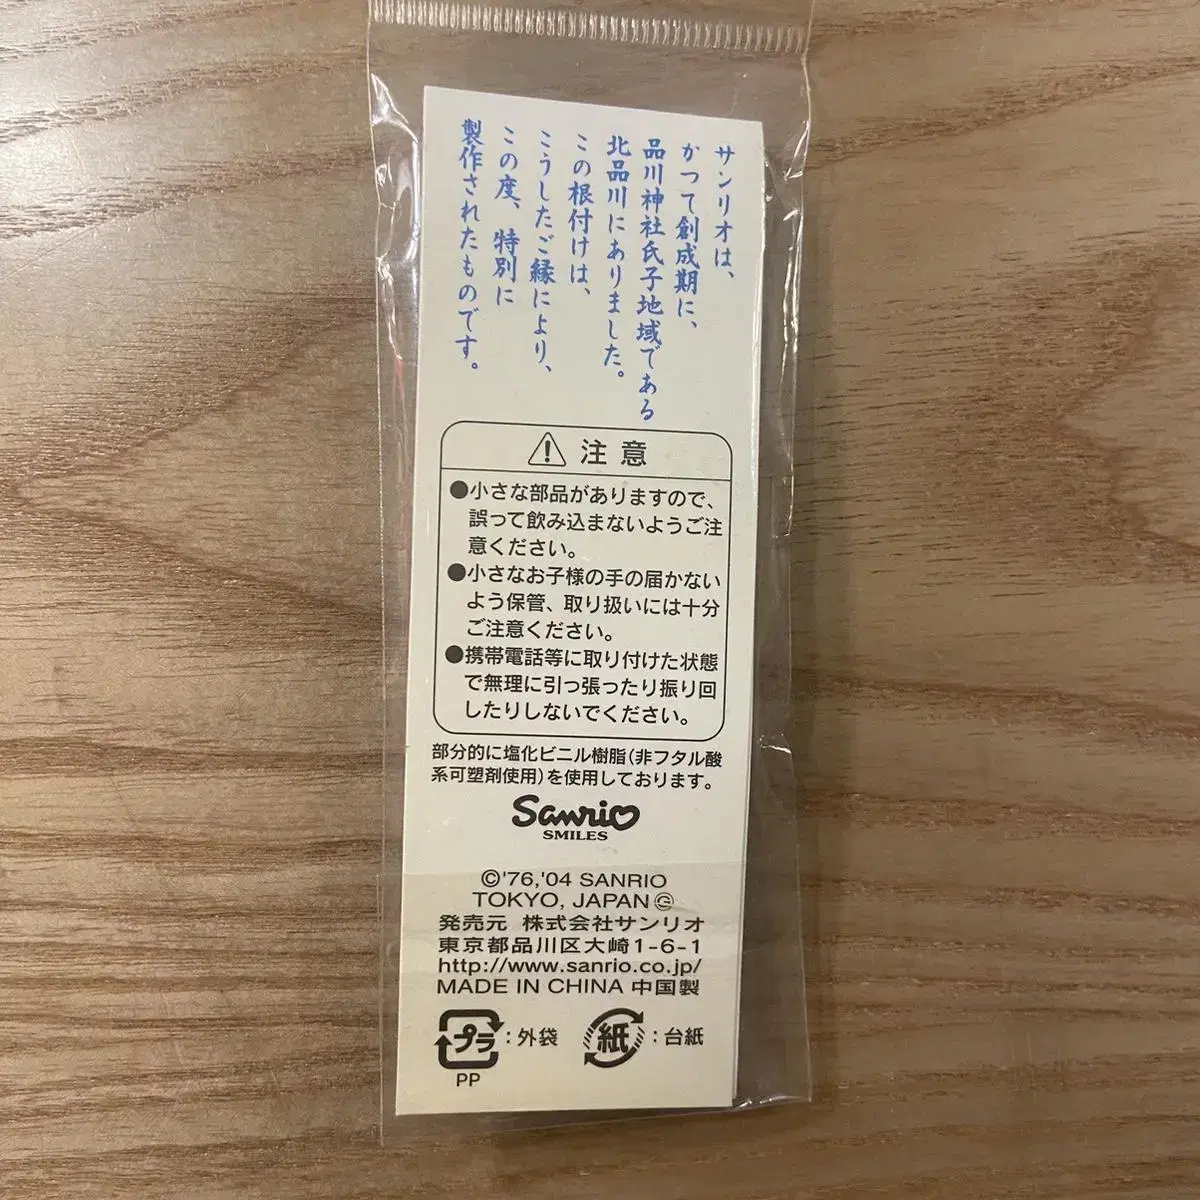 サンリオは、
かつて創成期に、
品川神社氏子地域である
北品川にありました。
この根付けは、
こうしたご縁により、
この度、特別に
製作されたものです。
注意
●小さな部品がありますので、
誤って飲み込まないようご注
意ください。
●小さなお子様の手の届かない
よう保管、取り扱いには十分
ご注意ください。
●携帯電話等に取り付けた状態
で無理に引っ張ったり振り回
したりしないでください。
部分的に塩化ビニル樹脂(非フタル酸
系可塑剤使用)を使用しております。
Sanrio
SMILES
©'76,'04 SANRIO
TOKYO, JAPAN Ⓖ
発売元 株式会社サンリオ
東京都品川区大崎1-6-1
http://www.sanrio.co.jp/
MADE IN CHINA 中国製
プラ:外袋 紙:台紙
PP